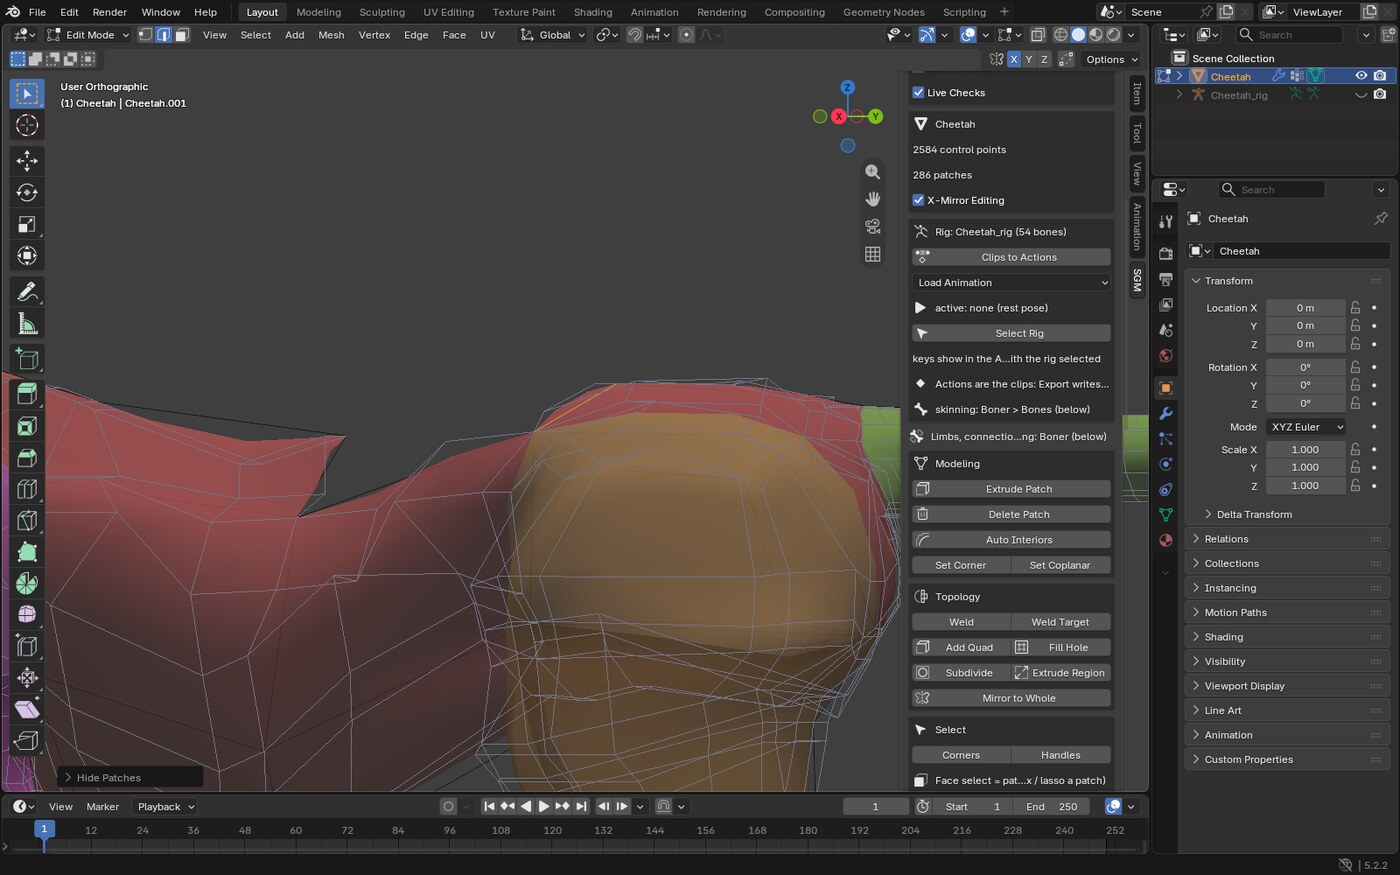 File Edit Render Window Help Layout Modeling Sculpting UV Editing Texture Paint Shading Animation Rendering Compositing Geometry Nodes Scripting + Scene ViewLayer
Edit Mode View Select Add Mesh Vertex Edge Face UV Global Search
X Y Z Options
User Orthographic
(1) Cheetah | Cheetah.001
Z
X
Y
Live Checks
Cheetah
2584 control points
286 patches
X-Mirror Editing
Rig: Cheetah_rig (54 bones)
Clips to Actions
Load Animation
active: none (rest pose)
Select Rig
keys show in the A...ith the rig selected
Actions are the clips: Export writes...
skinning: Boner > Bones (below)
Limbs, connectio...ng: Boner (below)
Modeling
Extrude Patch
Delete Patch
Auto Interiors
Set Corner Set Coplanar
Topology
Weld Weld Target
Add Quad Fill Hole
Subdivide Extrude Region
Mirror to Whole
Select
Corners Handles
Face select = pat...x / lasso a patch)
Item
Tool
View
Animation
SGM
Scene Collection
Cheetah
Cheetah_rig
Search
Cheetah
Cheetah
Transform
Location X 0 m
Y 0 m
Z 0 m
Rotation X 0°
Y 0°
Z 0°
Mode XYZ Euler
Scale X 1.000
Y 1.000
Z 1.000
Delta Transform
Relations
Collections
Instancing
Motion Paths
Shading
Visibility
Viewport Display
Line Art
Animation
Custom Properties
Hide Patches
View Marker Playback 1 Start 1 End 250
1 12 24 36 48 60 72 84 96 108 120 132 144 156 168 180 192 204 216 228 240 252
5.2.2